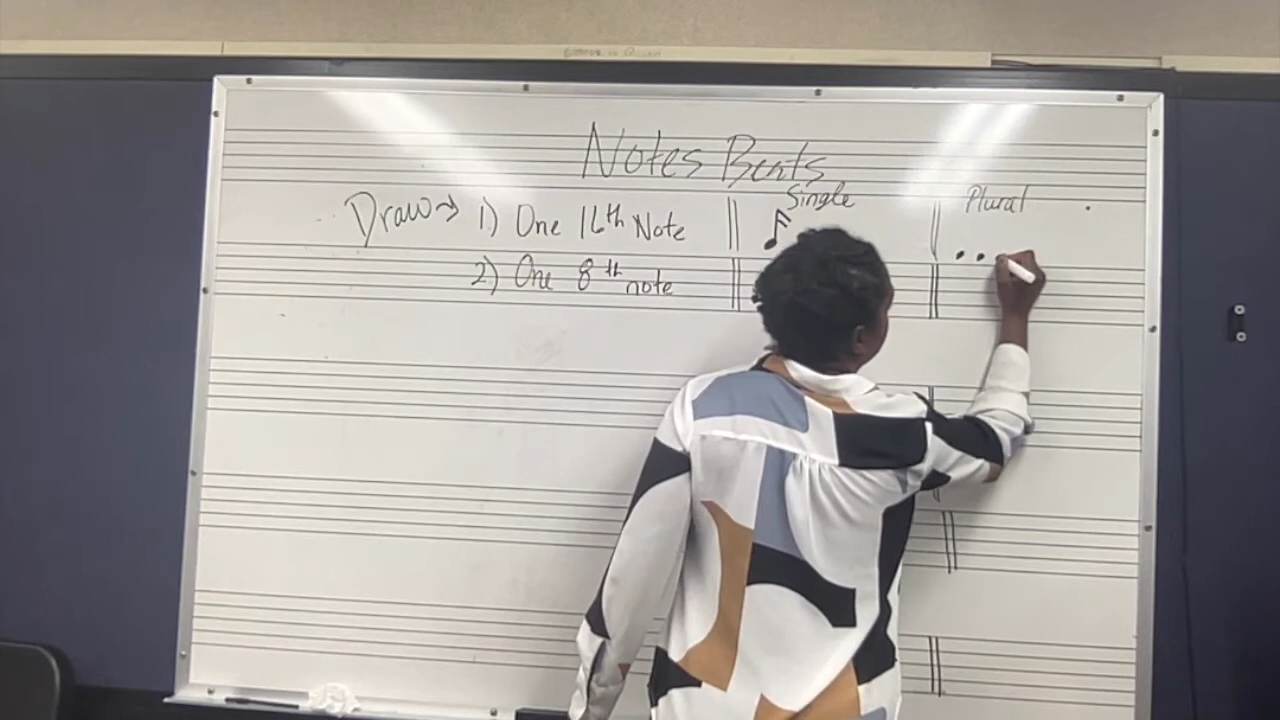 Notes Beats
Single
Plural
Draw→ 1) One 16th Note
2) One 8th note